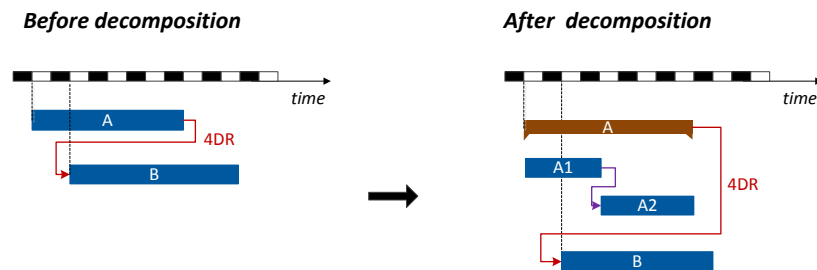 Before decomposition
time
A
4DR
B
After decomposition
time
A
A1
4DR
A2
B